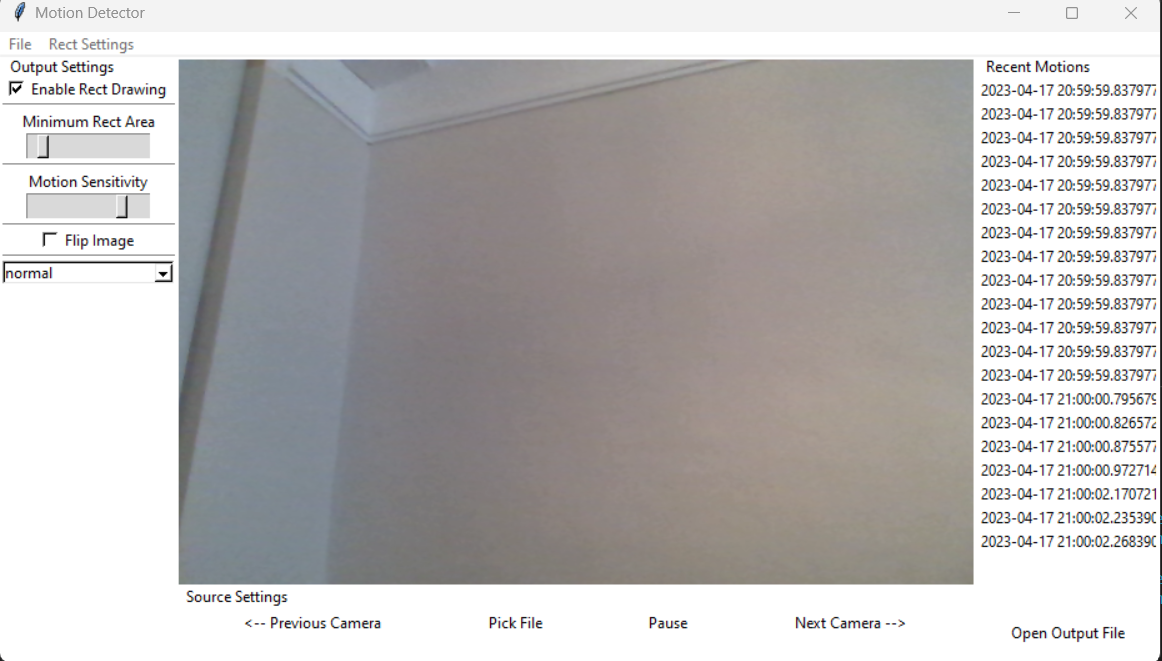 Motion Detector
File Rect Settings
Output Settings
Enable Rect Drawing
Minimum Rect Area
Motion Sensitivity
Flip Image
normal
Recent Motions
2023-04-17 20:59:59.837977
2023-04-17 20:59:59.837977
2023-04-17 20:59:59.837977
2023-04-17 20:59:59.837977
2023-04-17 20:59:59.837977
2023-04-17 20:59:59.837977
2023-04-17 20:59:59.837977
2023-04-17 20:59:59.837977
2023-04-17 20:59:59.837977
2023-04-17 20:59:59.837977
2023-04-17 20:59:59.837977
2023-04-17 20:59:59.837977
2023-04-17 20:59:59.837977
2023-04-17 21:00:00.795679
2023-04-17 21:00:00.826572
2023-04-17 21:00:00.875577
2023-04-17 21:00:00.972714
2023-04-17 21:00:02.170721
2023-04-17 21:00:02.235390
2023-04-17 21:00:02.268390
Source Settings
<-- Previous Camera Pick File Pause Next Camera -->
Open Output File